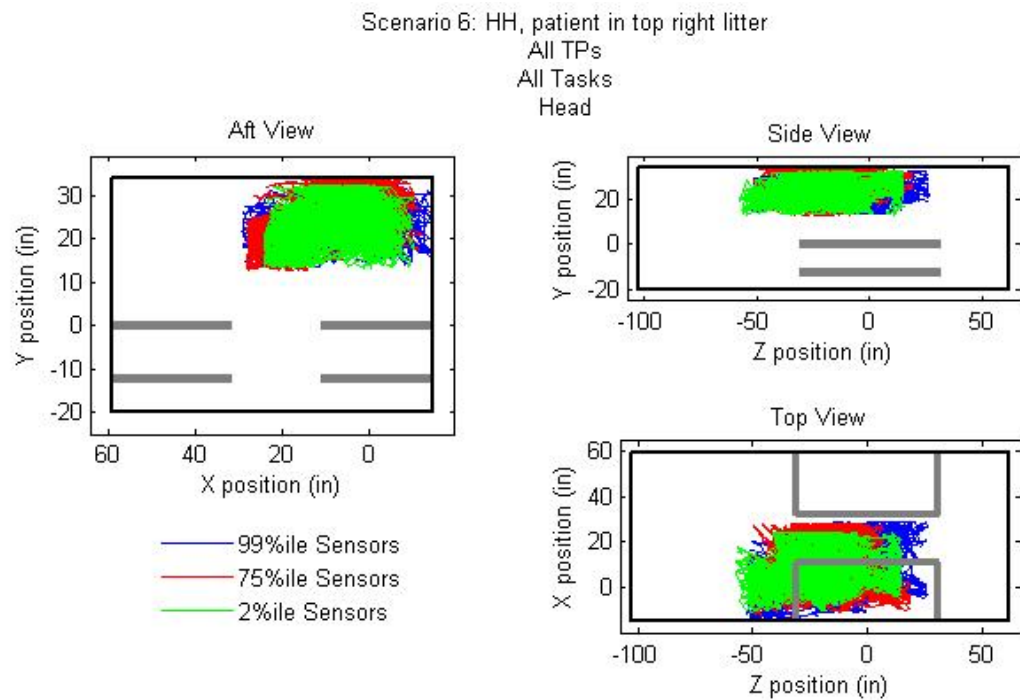 Scenario 6: HH, patient in top right litter
All TPs
All Tasks
Head
Aft View
30
20
10
0
-10
-20
Y position (in)
60
40
20
0
X position (in)
Side View
20
0
-20
Y position (in)
-100
-50
0
50
Z position (in)
Top View
60
40
20
0
X position (in)
-100
-50
0
50
Z position (in)
99%ile Sensors
75%ile Sensors
2%ile Sensors